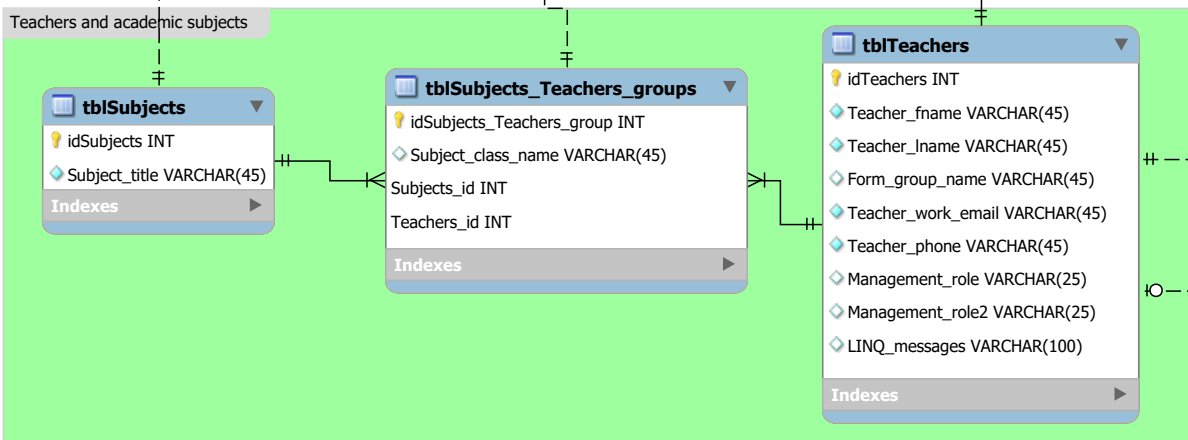 Teachers and academic subjects
tblSubjects
idSubjects INT
Subject_title VARCHAR(45)
Indexes
tblSubjects_Teachers_groups
idSubjects_Teachers_group INT
Subject_class_name VARCHAR(45)
Subjects_id INT
Teachers_id INT
Indexes
tblTeachers
idTeachers INT
Teacher_fname VARCHAR(45)
Teacher_lname VARCHAR(45)
Form_group_name VARCHAR(45)
Teacher_work_email VARCHAR(45)
Teacher_phone VARCHAR(45)
Management_role VARCHAR(25)
Management_role2 VARCHAR(25)
LINQ_messages VARCHAR(100)
Indexes